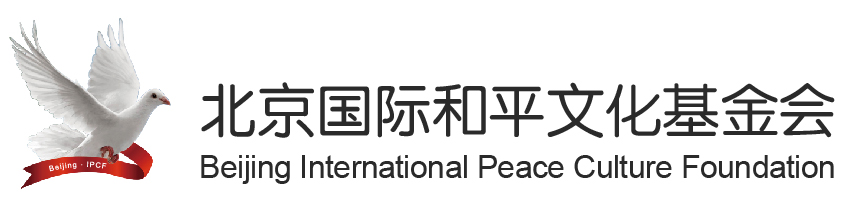 北京国际和平文化基金会
Beijing International Peace Culture Foundation
Beijing · IPCF